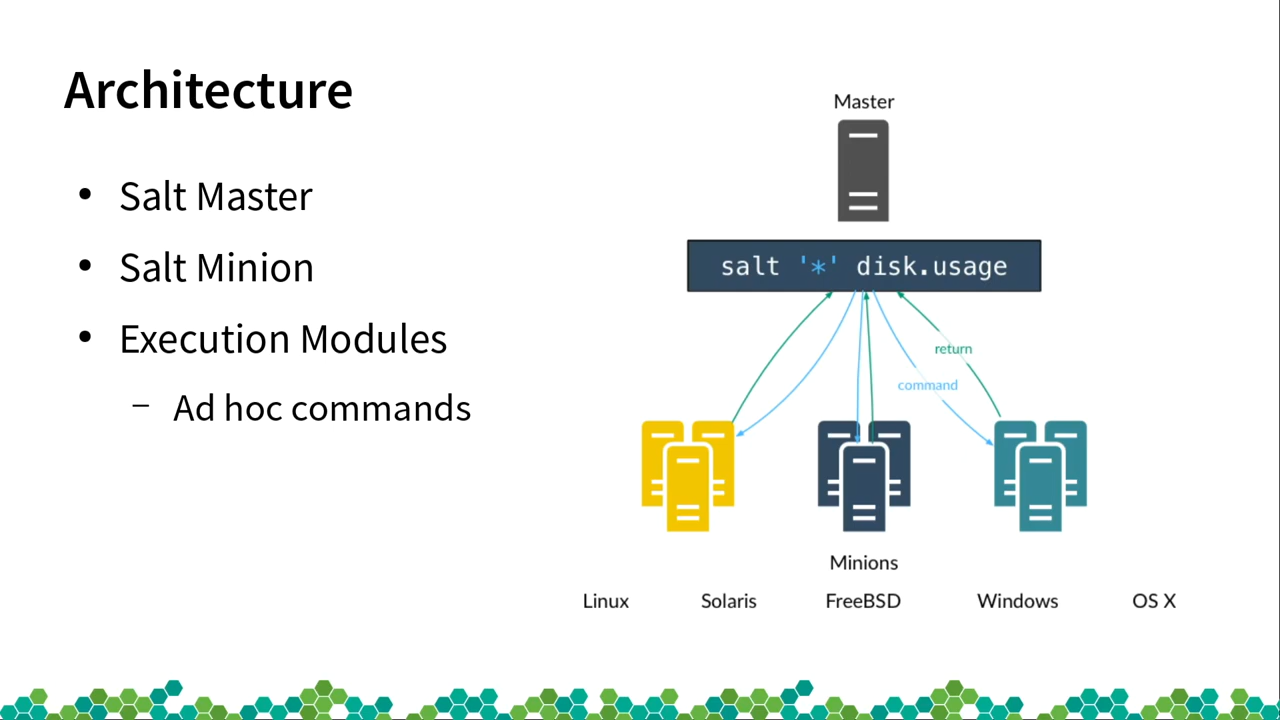 Architecture
• Salt Master
• Salt Minion
• Execution Modules
– Ad hoc commands
Master
salt '*' disk.usage
return
command
Minions
Linux Solaris FreeBSD Windows OS X